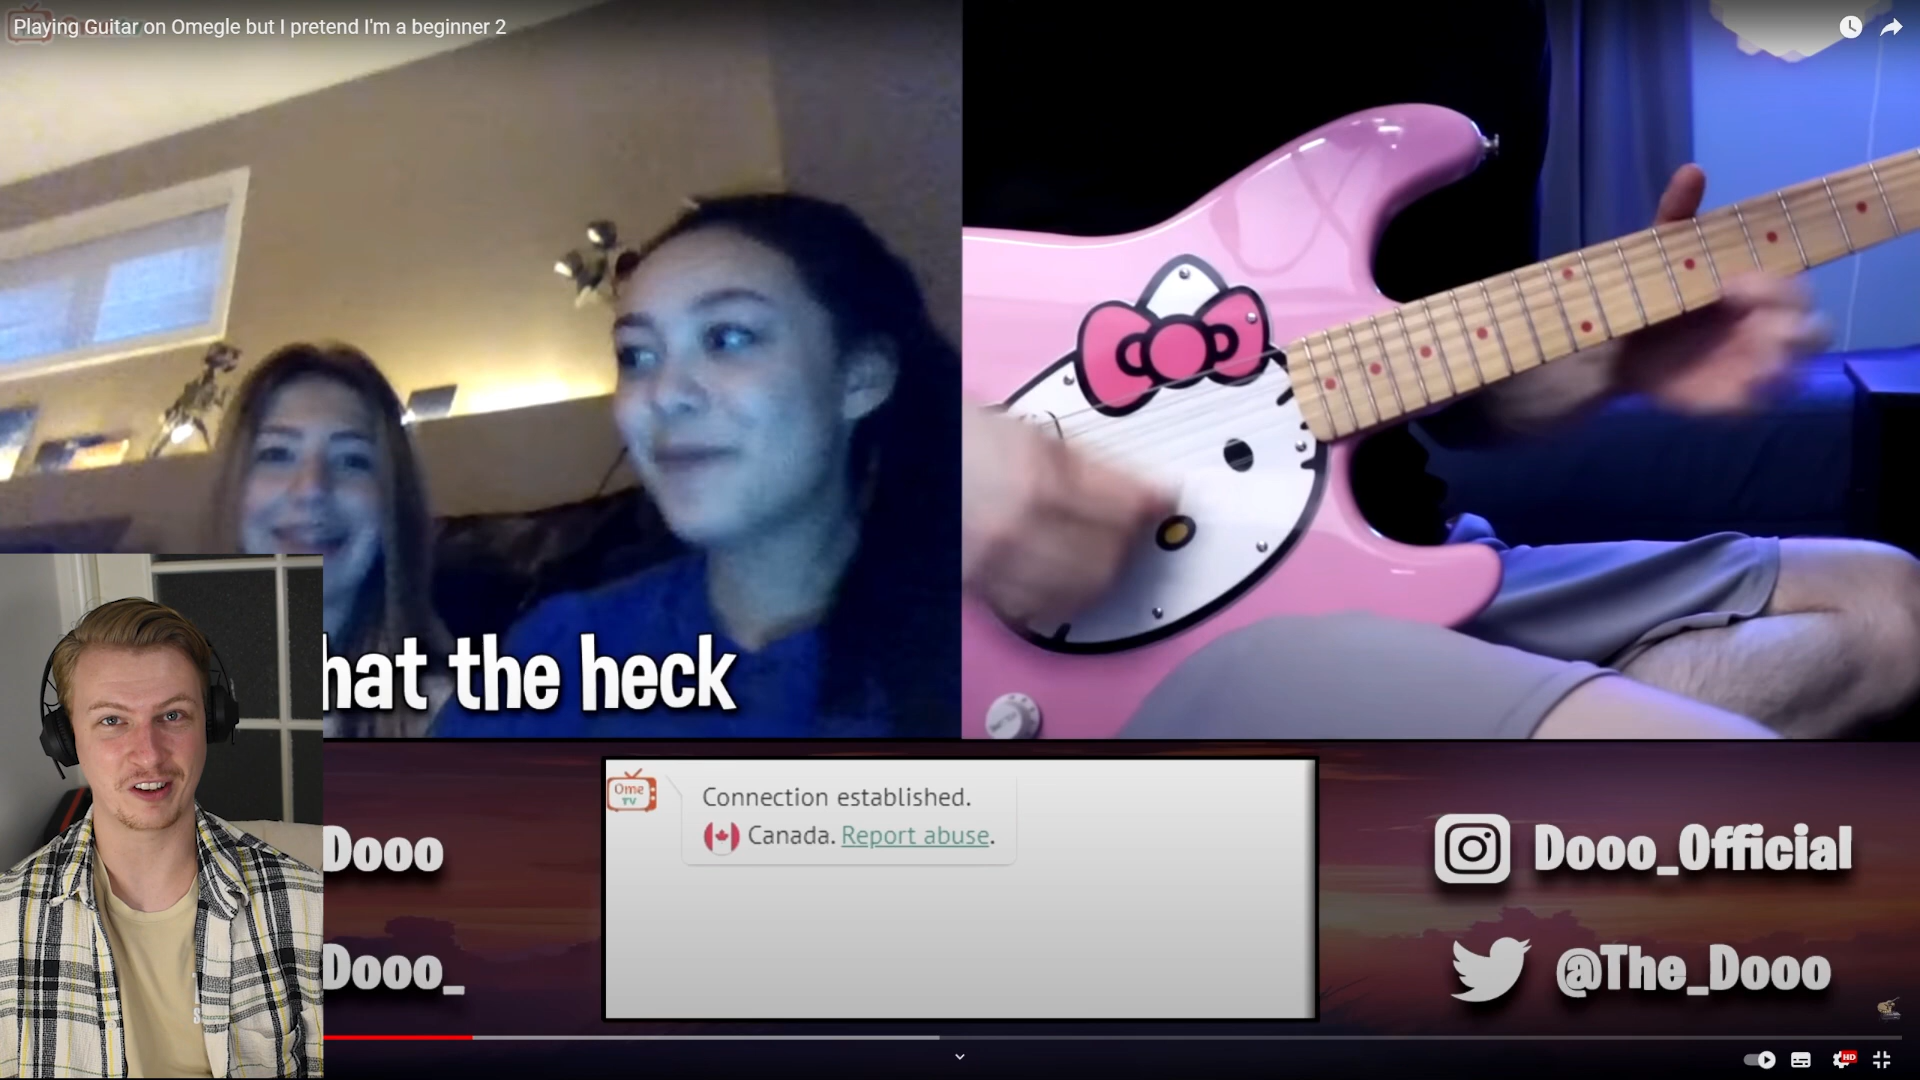 Playing Guitar on Omegle but I pretend I'm a beginner 2
hat the heck
Ome
TV
Connection established.
Canada. Report abuse.
Dooo
Dooo_
Dooo_Official
@The_Dooo
HD